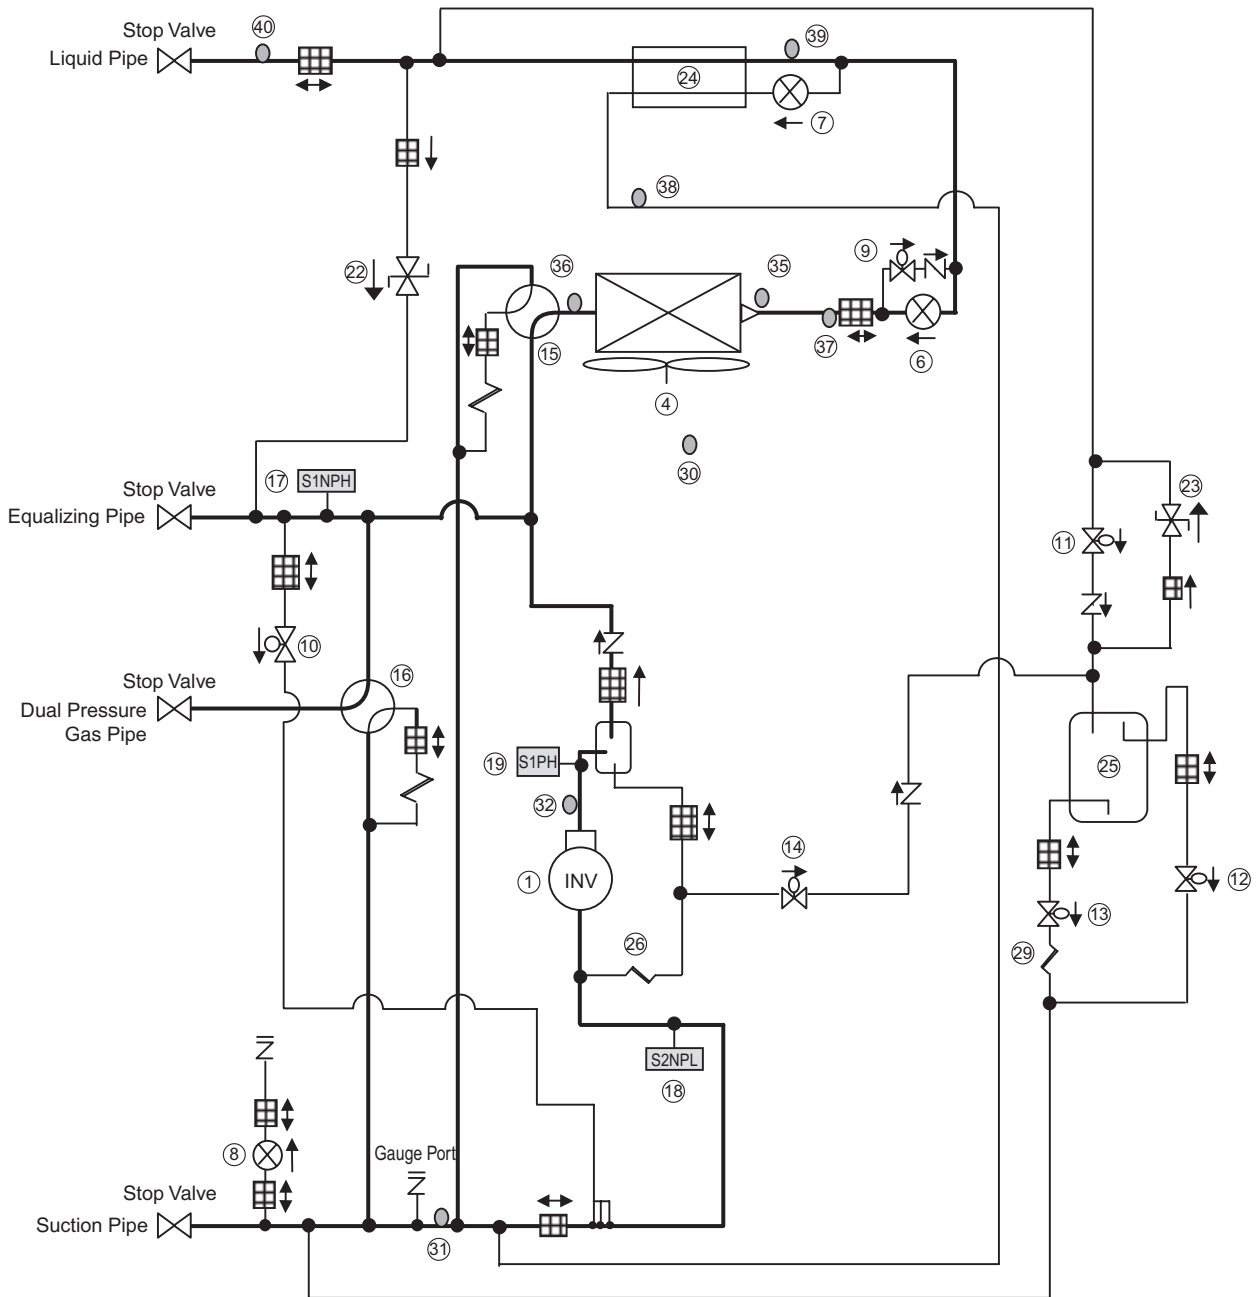 40
39
Stop Valve
Liquid Pipe
24
7
38
9
36
35
22
15
37
6
4
30
17
S1NPH
Stop Valve
Equalizing Pipe
23
11
10
16
Stop Valve
Dual Pressure
Gas Pipe
19
S1PH
25
32
14
1
INV
12
13
26
29
S2NPL
18
8
Gauge Port
Stop Valve
Suction Pipe
31